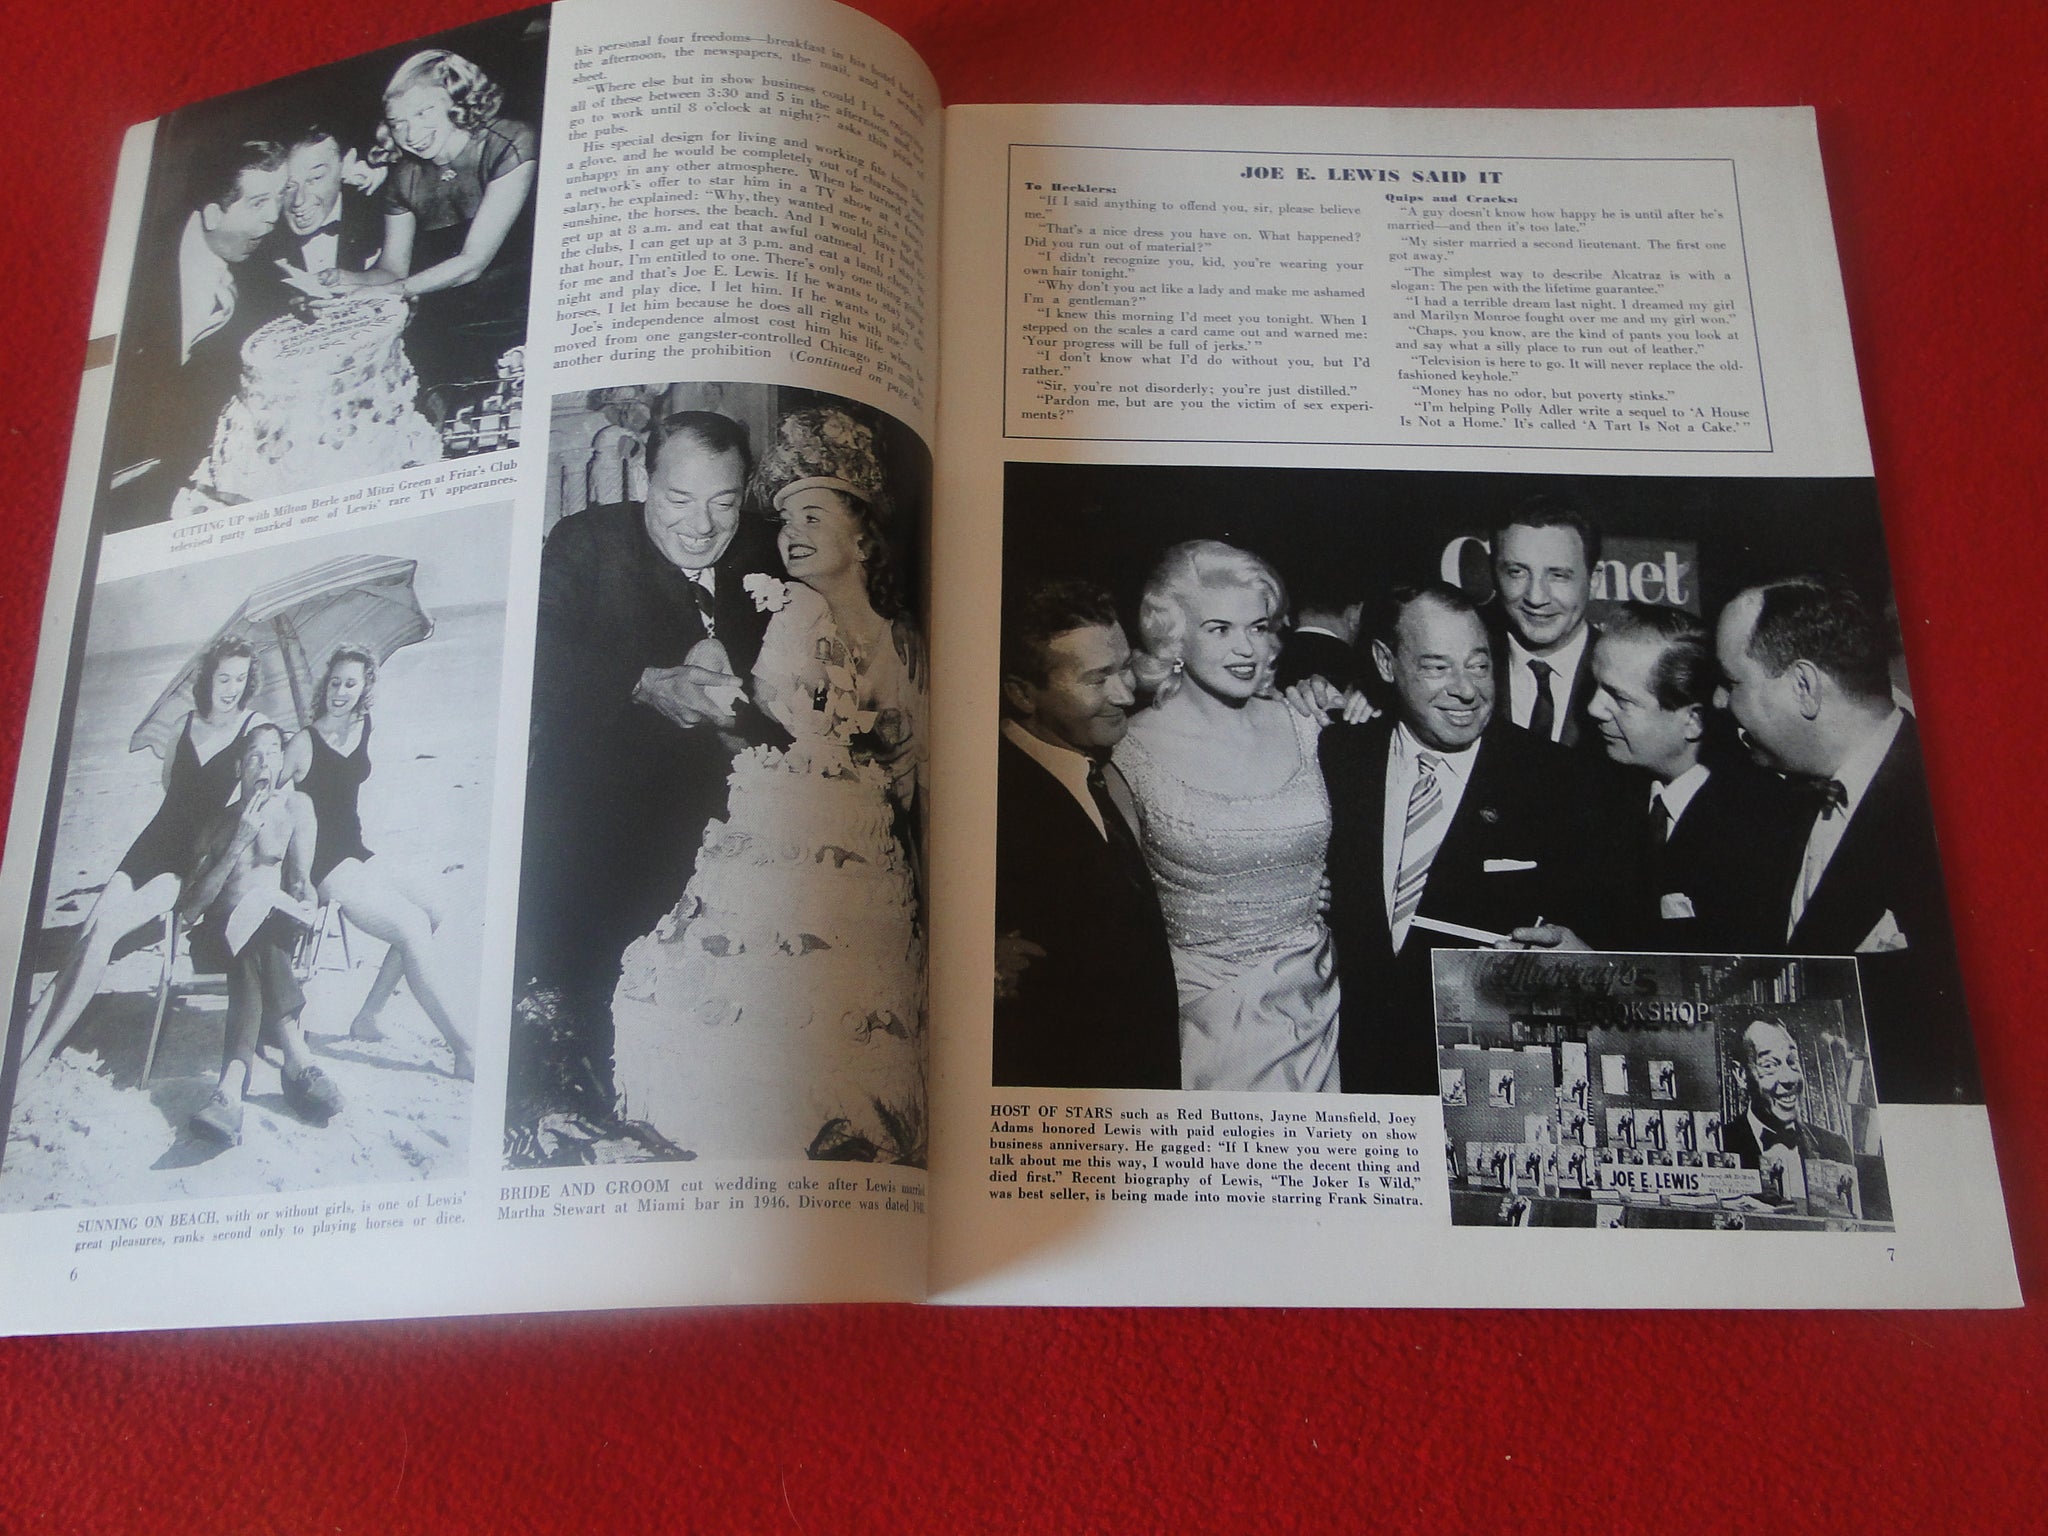 his personal four freedoms—breakfast in his hotel bed, in
the afternoon, the newspapers, the mail, and a scratch
sheet.
"Where else but in show business could I be enjoying
all of these between 3:30 and 5 in the afternoon and not
go to work until 8 o'clock at night?" asks this pixie of
the pubs.
His special design for living and working fits him like
a glove, and he would be completely out of character and
unhappy in any other atmosphere. When he turned down
a network's offer to star him in a TV show at a fancy
salary, he explained: "Why, they wanted me to give up the
sunshine, the horses, the beach. And I would have had to
get up at 8 a.m. and eat that awful oatmeal. If I stay in
the clubs, I can get up at 3 p.m. and eat a lamb chop. At
that hour, I'm entitled to one. There's only one thing good
for me and that's Joe E. Lewis. If he wants to stay up at
night and play dice, I let him. If he wants to play the
horses, I let him because he does all right with me."
Joe's independence almost cost him his life when he
moved from one gangster-controlled Chicago gin mill to
another during the prohibition (Continued on page
CUTTING UP with Milton Berle and Mitzi Green at Friar's Club
televised party marked one of Lewis' rare TV appearances.
SUNNING ON BEACH, with or without girls, is one of Lewis'
great pleasures, ranks second only to playing horses or dice.
BRIDE AND GROOM cut wedding cake after Lewis married
Martha Stewart at Miami bar in 1946. Divorce was dated
6
JOE E. LEWIS SAID IT
To Hecklers:
"If I said anything to offend you, sir, please believe
me."
"That's a nice dress you have on. What happened?
Did you run out of material?"
"I didn't recognize you, kid, you're wearing your
own hair tonight."
"Why don't you act like a lady and make me ashamed
I'm a gentleman?"
"I knew this morning I'd meet you tonight. When I
stepped on the scales a card came out and warned me:
'Your progress will be full of jerks.' "
"I don't know what I'd do without you, but I'd
rather."
"Sir, you're not disorderly; you're just distilled."
"Pardon me, but are you the victim of sex experi-
ments?"
Quips and Cracks:
"A guy doesn't know how happy he is until after he's
married—and then it's too late."
"My sister married a second lieutenant. The first one
got away."
"The simplest way to describe Alcatraz is with a
slogan: The pen with the lifetime guarantee."
"I had a terrible dream last night. I dreamed my girl
and Marilyn Monroe fought over me and my girl won."
"Chaps, you know, are the kind of pants you look at
and say what a silly place to run out of leather."
"Television is here to go. It will never replace the old-
fashioned keyhole."
"Money has no odor, but poverty stinks."
"I'm helping Polly Adler write a sequel to 'A House
Is Not a Home.' It's called 'A Tart Is Not a Cake.' "
HOST OF STARS such as Red Buttons, Jayne Mansfield, Joey
Adams honored Lewis with paid eulogies in Variety on show
business anniversary. He gagged: "If I knew you were going to
talk about me this way, I would have done the decent thing and
died first." Recent biography of Lewis, "The Joker Is Wild,"
was best seller, is being made into movie starring Frank Sinatra.
Murray's
BOOKSHOP
JOE E. LEWIS
7